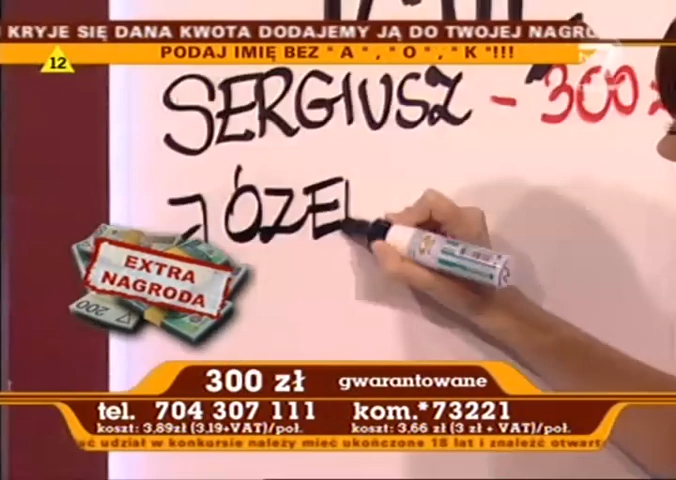 KRYJE SIĘ DANA KWOTA DODAJEMY JĄ DO TWOJEJ NAGRO
PODAJ IMIĘ BEZ "A", "O", "K"!!!
12
SERGIUSZ - 300
JÓZE
EXTRA
NAGRODA
200
300 zł gwarantowane
tel. 704 307 111 kom.*73221
koszt: 3.89zł (3.19+VAT)/poł. koszt: 3.66 zł (3 zł + VAT)/poł.
udział w konkursie należy mieć ukończone 18 lat i znaleźć otwart